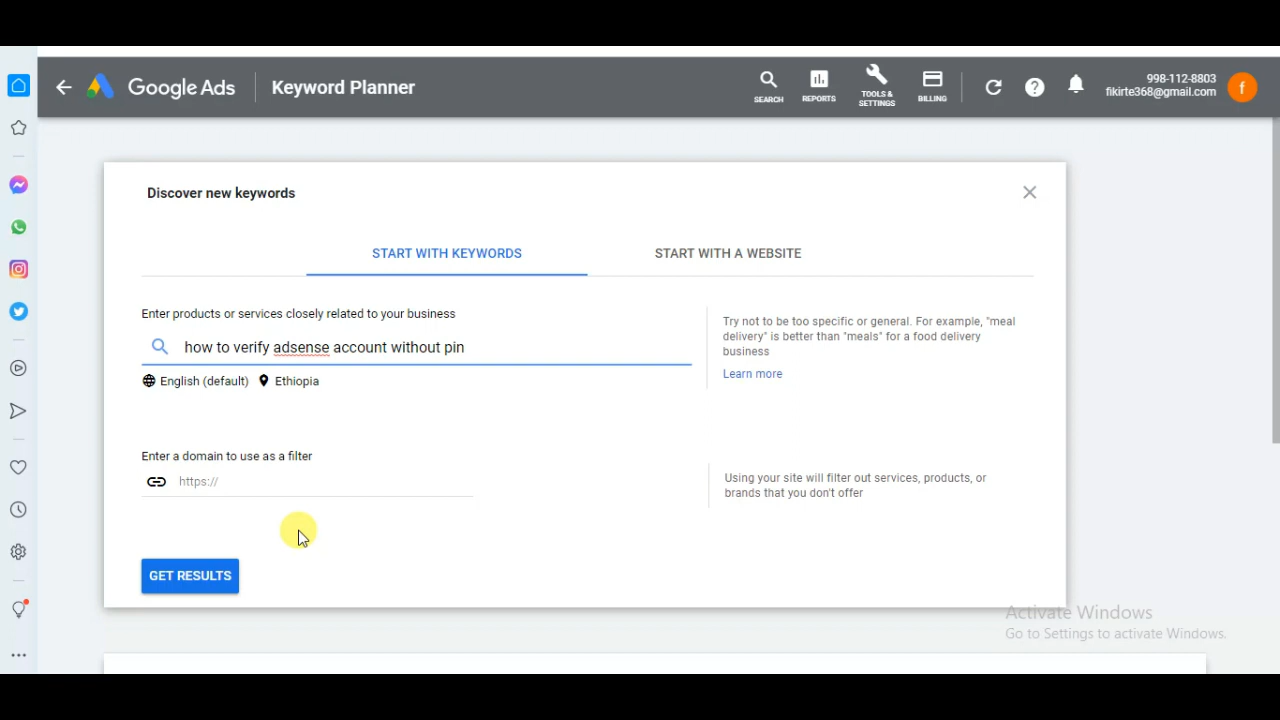 Google Ads
Keyword Planner
SEARCH
REPORTS
TOOLS &
SETTINGS
BILLING
998-112-8803
fikirte368@gmail.com
f
Discover new keywords
START WITH KEYWORDS
START WITH A WEBSITE
Enter products or services closely related to your business
how to verify adsense account without pin
English (default)
Ethiopia
Try not to be too specific or general. For example, "meal
delivery" is better than "meals" for a food delivery
business
Learn more
Enter a domain to use as a filter
https://
Using your site will filter out services, products, or
brands that you don't offer
GET RESULTS
Activate Windows
Go to Settings to activate Windows.